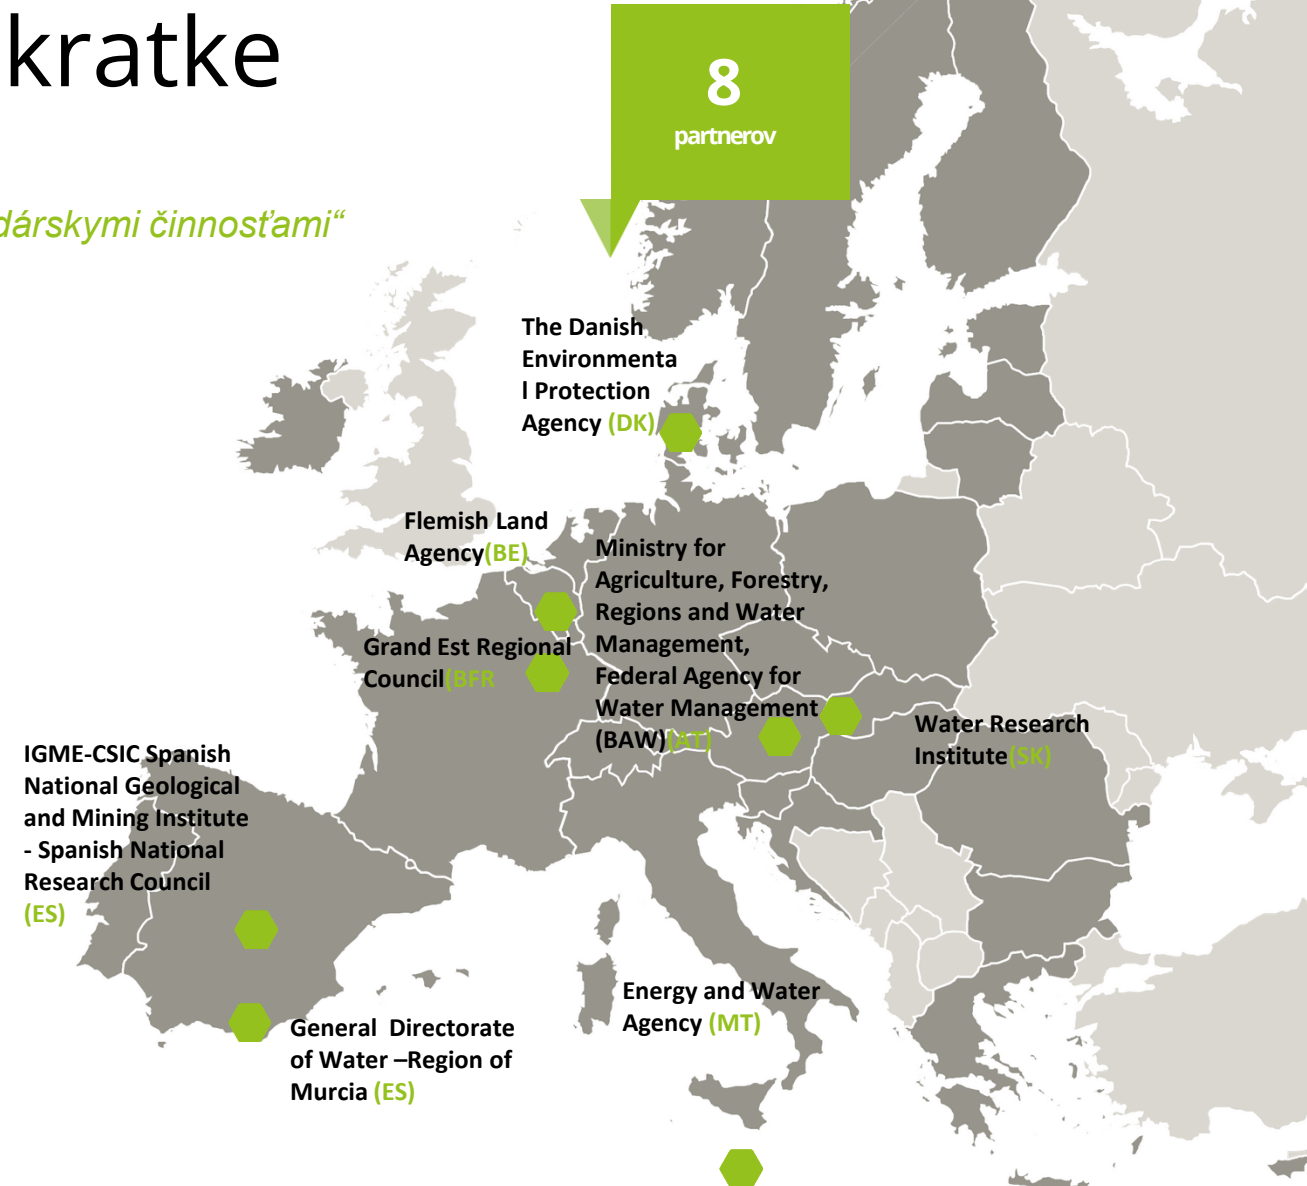 kratke
8
partnerov
dárskymi činnosťami“
The Danish
Environmenta
l Protection
Agency (DK)
Flemish Land
Agency(BE)
Ministry for
Agriculture, Forestry,
Regions and Water
Management,
Federal Agency for
Water Management
(BAW)(AT)
Grand Est Regional
Council(BFR
Water Research
Institute(SK)
IGME-CSIC Spanish
National Geological
and Mining Institute
- Spanish National
Research Council
(ES)
Energy and Water
Agency (MT)
General  Directorate
of Water –Region of
Murcia (ES)